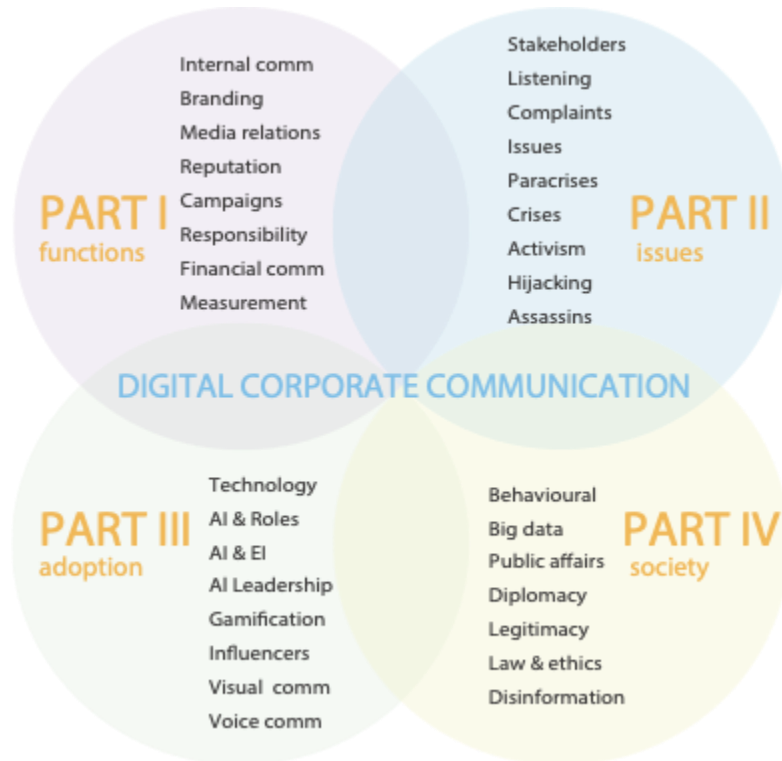 Internal comm
Branding
Media relations
Reputation
Campaigns
Responsibility
Financial comm
Measurement
PART I
functions
Stakeholders
Listening
Complaints
Issues
Paracrises
Crises
Activism
Hijacking
Assassins
PART II
issues
DIGITAL CORPORATE COMMUNICATION
Technology
AI & Roles
AI & EI
AI Leadership
Gamification
Influencers
Visual comm
Voice comm
PART III
adoption
Behavioural
Big data
Public affairs
Diplomacy
Legitimacy
Law & ethics
Disinformation
PART IV
society